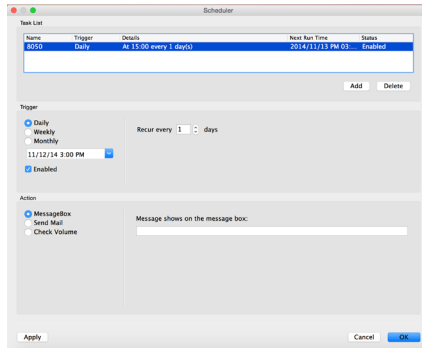 Scheduler
Task List
Name Trigger Details Next Run Time Status
8050 Daily At 15:00 every 1 day(s) 2014/11/13 PM 03:... Enabled
Add Delete
Trigger
Daily
Weekly
Monthly
Recur every 1 days
11/12/14 3:00 PM
Enabled
Action
MessageBox
Send Mail
Check Volume
Message shows on the message box:
Apply Cancel OK